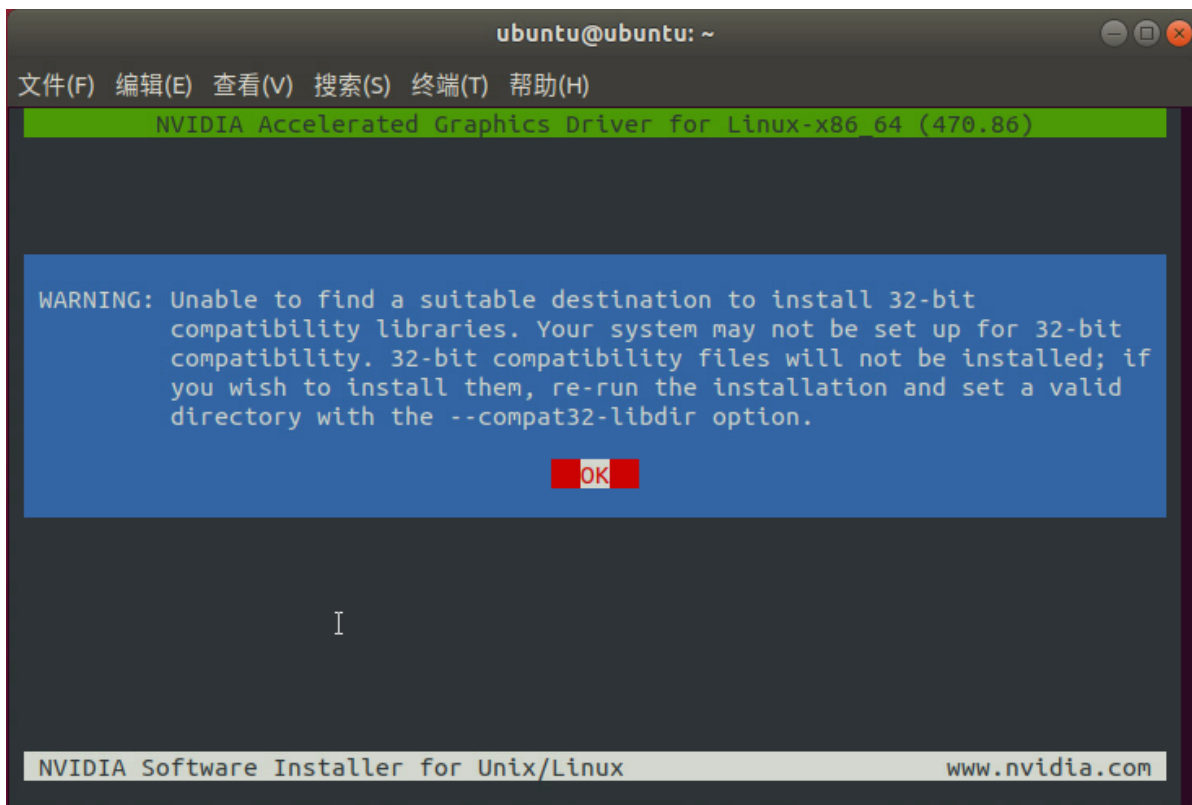 ubuntu@ubuntu: ~
文件(F) 编辑(E) 查看(V) 搜索(S) 终端(T) 帮助(H)
NVIDIA Accelerated Graphics Driver for Linux-x86_64 (470.86)
WARNING: Unable to find a suitable destination to install 32-bit
compatibility libraries. Your system may not be set up for 32-bit
compatibility. 32-bit compatibility files will not be installed; if
you wish to install them, re-run the installation and set a valid
directory with the --compat32-libdir option.
OK
NVIDIA Software Installer for Unix/Linux www.nvidia.com